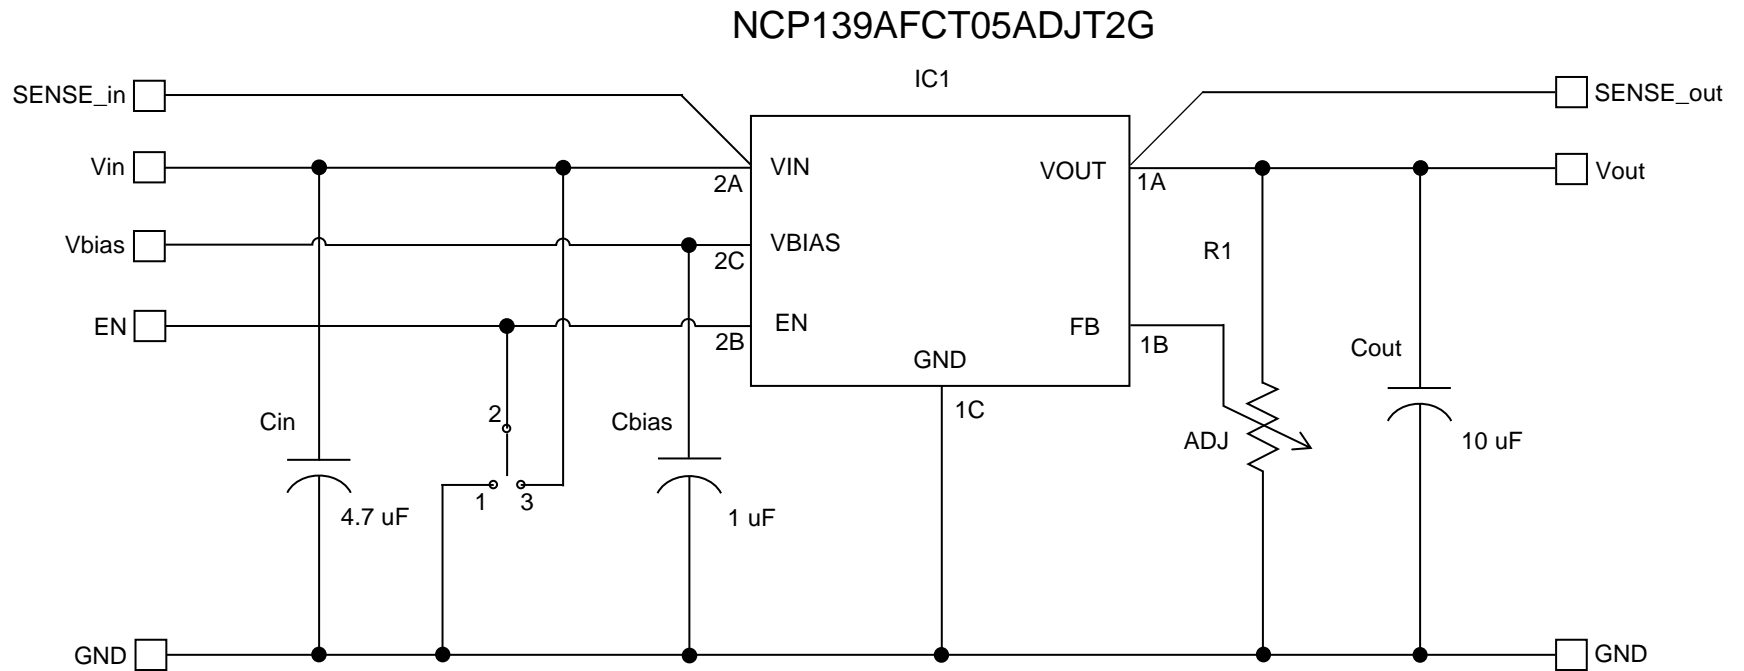 NCP139AFCT05ADJT2G
IC1
SENSE_in
SENSE_out
Vin
VIN
2A
VOUT
1A
Vout
Vbias
VBIAS
2C
R1
EN
EN
2B
FB
1B
GND
1C
Cout
Cin
2
Cbias
ADJ
10 uF
1
3
4.7 uF
1 uF
GND
GND